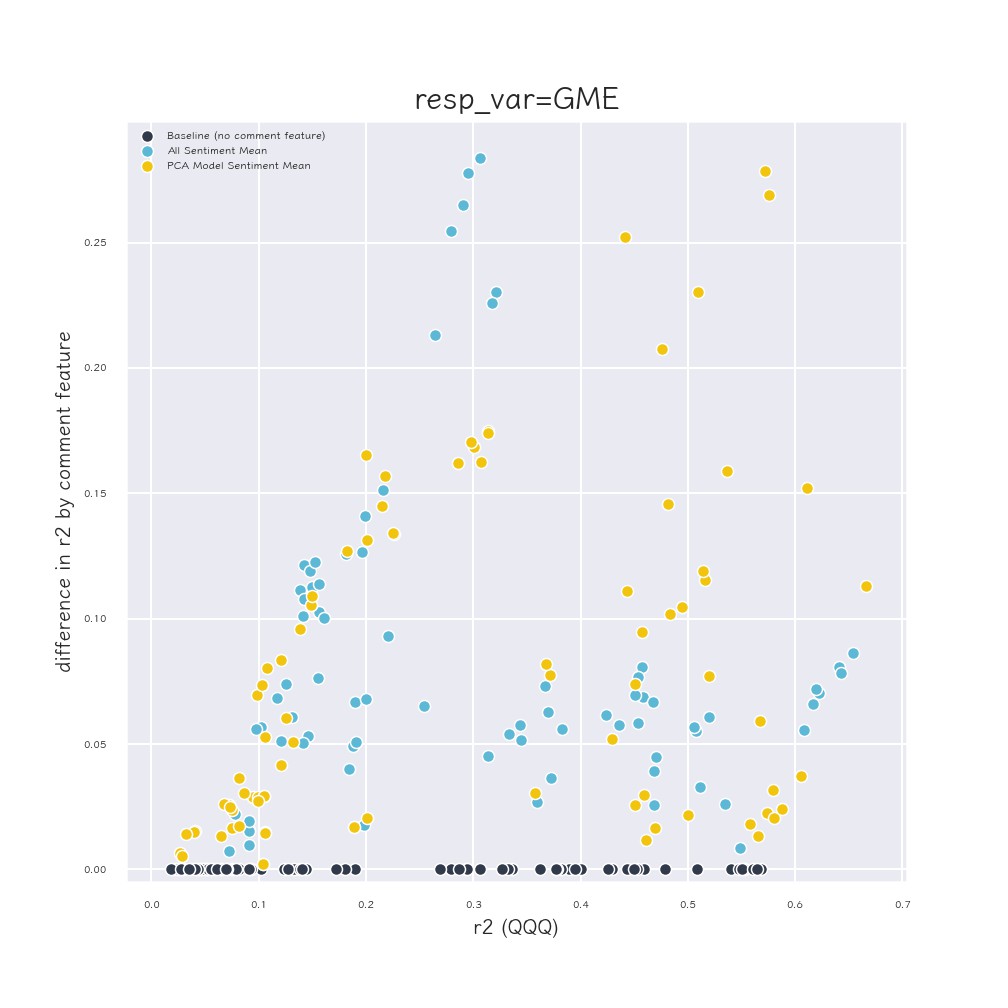 resp_var=GME
Baseline (no comment feature)
All Sentiment Mean
PCA Model Sentiment Mean
difference in r2 by comment feature
0.25
0.20
0.15
0.10
0.05
0.00
0.0 0.1 0.2 0.3 0.4 0.5 0.6 0.7
r2 (QQQ)